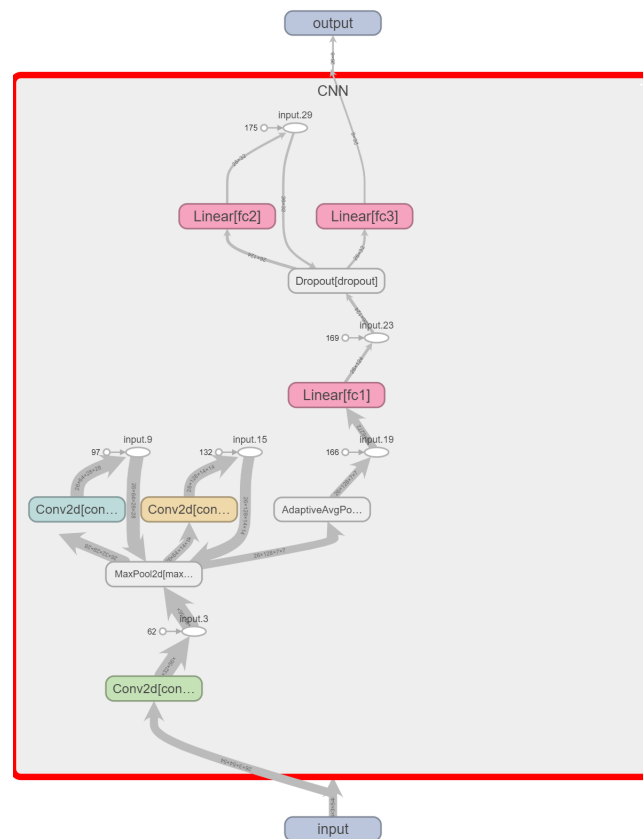 output
CNN
input.29
175
Linear[fc2]
Linear[fc3]
Dropout[dropout]
input.23
169
Linear[fc1]
input.9
97
input.15
132
input.19
166
Conv2d[con...
Conv2d[con...
AdaptiveAvgPo...
MaxPool2d[max...
input.3
62
Conv2d[con...
input